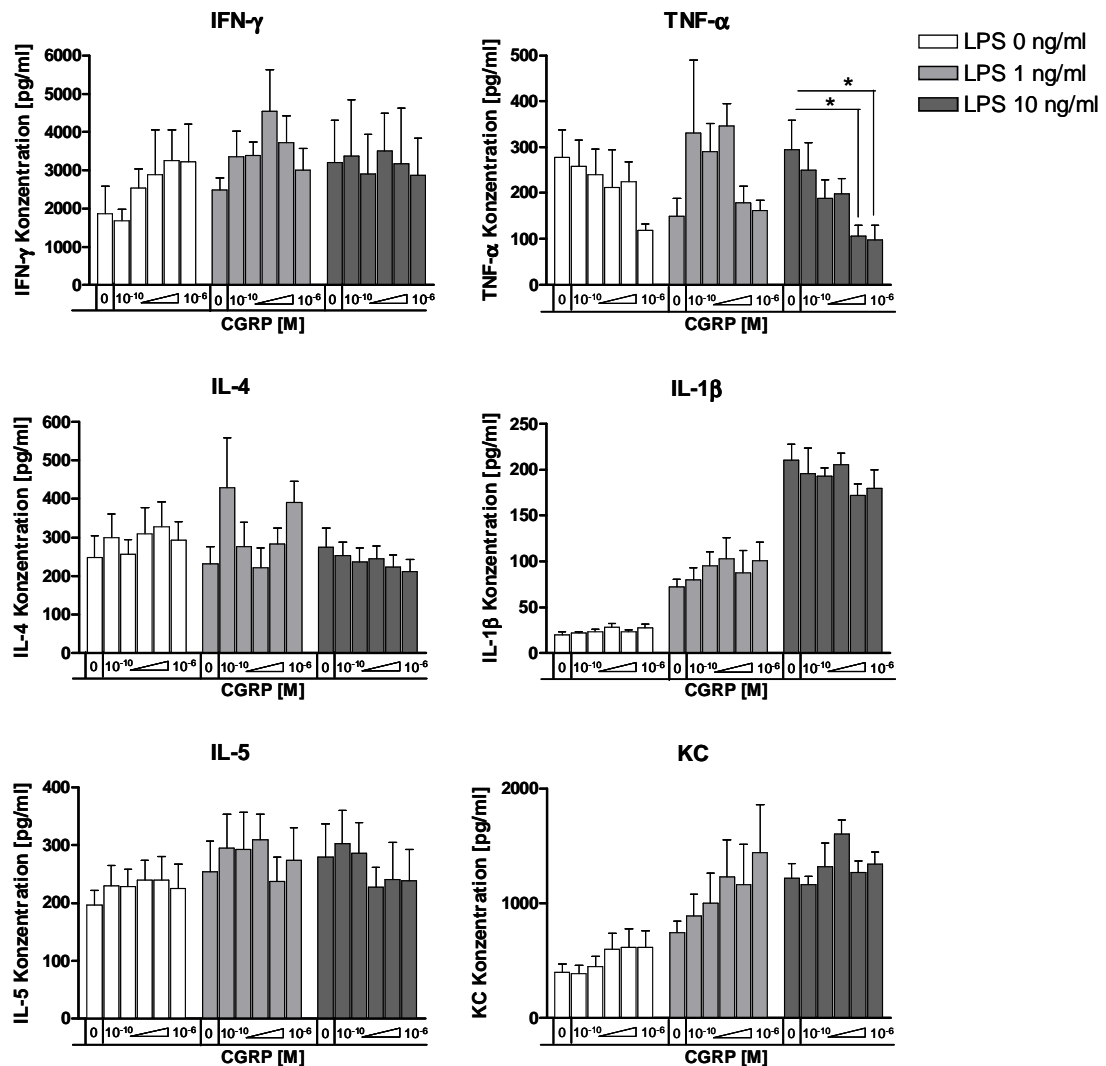 IFN-γ
IFN-γ Konzentration [pg/ml]
6000
5000
4000
3000
2000
1000
0
0 10⁻¹⁰ 10⁻⁶ 0 10⁻¹⁰ 10⁻⁶ 0 10⁻¹⁰ 10⁻⁶
CGRP [M]
TNF-α
TNF-α Konzentration [pg/ml]
500
400
300
200
100
0
*
*
0 10⁻¹⁰ 10⁻⁶ 0 10⁻¹⁰ 10⁻⁶ 0 10⁻¹⁰ 10⁻⁶
CGRP [M]
LPS 0 ng/ml
LPS 1 ng/ml
LPS 10 ng/ml
IL-4
IL-4 Konzentration [pg/ml]
600
500
400
300
200
100
0
0 10⁻¹⁰ 10⁻⁶ 0 10⁻¹⁰ 10⁻⁶ 0 10⁻¹⁰ 10⁻⁶
CGRP [M]
IL-1β
IL-1β Konzentration [pg/ml]
250
200
150
100
50
0
0 10⁻¹⁰ 10⁻⁶ 0 10⁻¹⁰ 10⁻⁶ 0 10⁻¹⁰ 10⁻⁶
CGRP [M]
IL-5
IL-5 Konzentration [pg/ml]
400
300
200
100
0
0 10⁻¹⁰ 10⁻⁶ 0 10⁻¹⁰ 10⁻⁶ 0 10⁻¹⁰ 10⁻⁶
CGRP [M]
KC
KC Konzentration [pg/ml]
2000
1000
0
0 10⁻¹⁰ 10⁻⁶ 0 10⁻¹⁰ 10⁻⁶ 0 10⁻¹⁰ 10⁻⁶
CGRP [M]